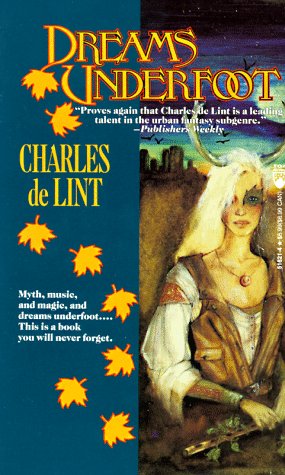 DREAMS
UNDERFOOT
“Proves again that Charles de Lint is a leading
talent in the urban fantasy subgenre.”
—Publishers Weekly
CHARLES
de LINT
Myth, music,
and magic, and
dreams underfoot....
This is a book
you will never forget.